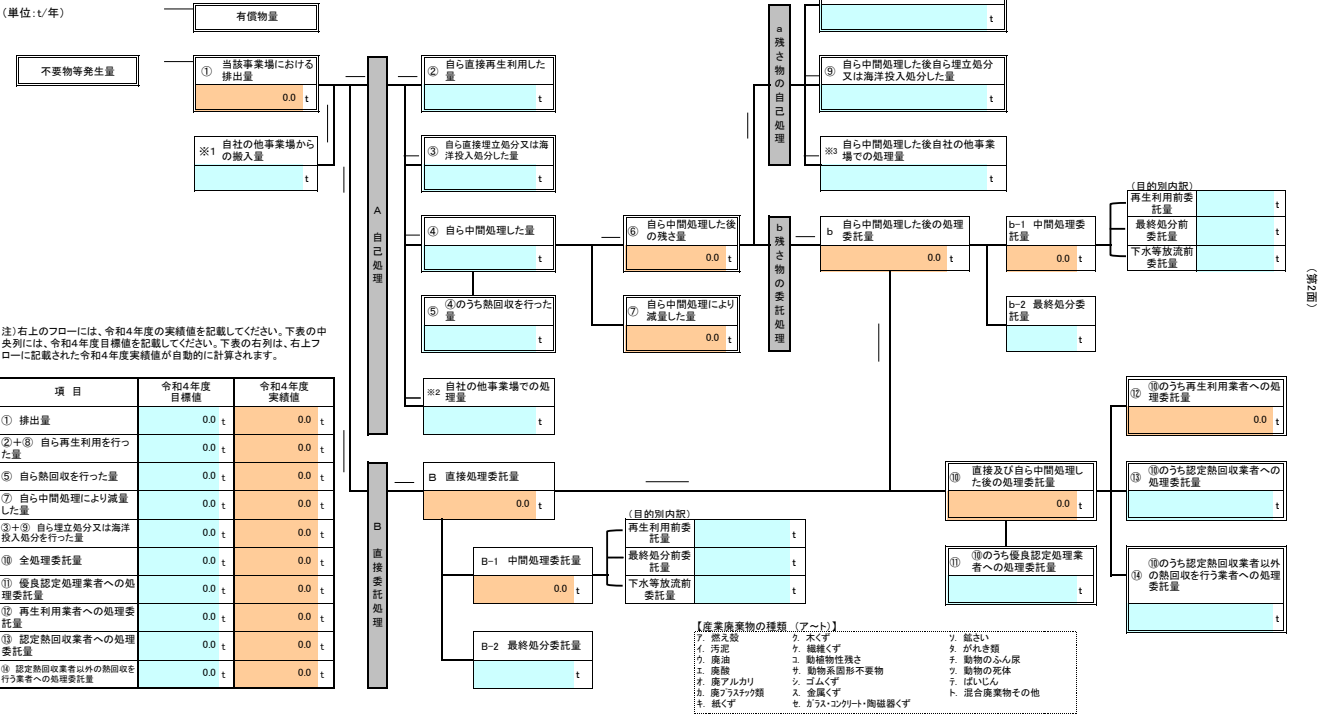 (単位:t/年)
有償物量
不要物等発生量
① 当該事業場における
排出量
0.0 t
※1 自社の他事業場から
の搬入量
t
A 自己処理
② 自ら直接再生利用した
量
t
③ 自ら直接埋立処分又は海
洋投入処分した量
t
④ 自ら中間処理した量
t
⑤ ④のうち熱回収を行った
量
t
※2 自社の他事業場での処
理量
t
⑥ 自ら中間処理した後
の残さ量
0.0 t
⑦ 自ら中間処理により
減量した量
0.0 t
a 残さ物の自己処理
t
⑨ 自ら中間処理した後自ら埋立処分
又は海洋投入処分した量
t
※3 自ら中間処理した後自社の他事業
場での処理量
t
b 残さ物の委託処理
b 自ら中間処理した後の処理
委託量
0.0 t
b-1 中間処理委
託量
0.0 t
(目的別内訳)
再生利用前委
託量 t
最終処分前
委託量 t
下水等放流前
委託量 t
b-2 最終処分委
託量
t
(第2面)
注)右上のフローには、令和4年度の実績値を記載してください。下表の中
央列には、令和4年度目標値を記載してください。下表の右列は、右上フ
ローに記載された令和4年度実績値が自動的に計算されます。
項 目 令和4年度 目標値 令和4年度 実績値
① 排出量 0.0 t 0.0 t
②+⑧ 自ら再生利用を行っ
た量 0.0 t 0.0 t
⑤ 自ら熱回収を行った量 0.0 t 0.0 t
⑦ 自ら中間処理により減量
した量 0.0 t 0.0 t
③+⑨ 自ら埋立処分又は海洋
投入処分を行った量 0.0 t 0.0 t
⑩ 全処理委託量 0.0 t 0.0 t
⑪ 優良認定処理業者への処
理委託量 0.0 t 0.0 t
⑫ 再生利用業者への処理委
託量 0.0 t 0.0 t
⑬ 認定熱回収業者への処理
委託量 0.0 t 0.0 t
⑭ 認定熱回収業者以外の熱回収を
行う業者への処理委託量 0.0 t 0.0 t
B 直接委託処理
B 直接処理委託量
0.0 t
B-1 中間処理委託量
0.0 t
(目的別内訳)
再生利用前委
託量 t
最終処分前委
託量 t
下水等放流前
委託量 t
B-2 最終処分委託量
t
⑩ 直接及び自ら中間処理し
た後の処理委託量
0.0 t
⑪ ⑩のうち優良認定処理業
者への処理委託量
t
⑫ ⑩のうち再生利用業者への処
理委託量
0.0 t
⑬ ⑩のうち認定熱回収業者への
処理委託量
t
⑭ ⑩のうち認定熱回収業者以外
の熱回収を行う業者への処理
委託量
t
【産業廃棄物の種類 (ア~ト)】
ア. 燃え殻 ク. 木くず ソ. 鉱さい
イ. 汚泥 ケ. 繊維くず タ. がれき類
ウ. 廃油 コ. 動植物性残さ チ. 動物のふん尿
エ. 廃酸 サ. 動物系固形不要物 ツ. 動物の死体
オ. 廃アルカリ シ. ゴムくず テ. ばいじん
カ. 廃プラスチック類 ス. 金属くず ト. 混合廃棄物その他
キ. 紙くず セ. ガラス・コンクリート・陶磁器くず